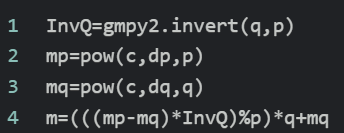 1 InvQ=gmpy2.invert(q,p)
2 mp=pow(c,dp,p)
3 mq=pow(c,dq,q)
4 m=(((mp-mq)*InvQ)%p)*q+mq